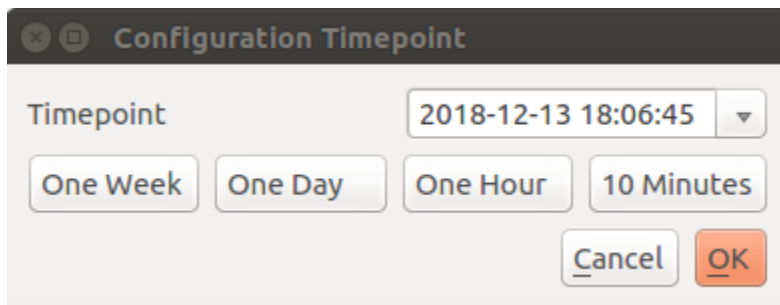 Configuration Timepoint
Timepoint 2018-12-13 18:06:45
One Week One Day One Hour 10 Minutes
Cancel OK